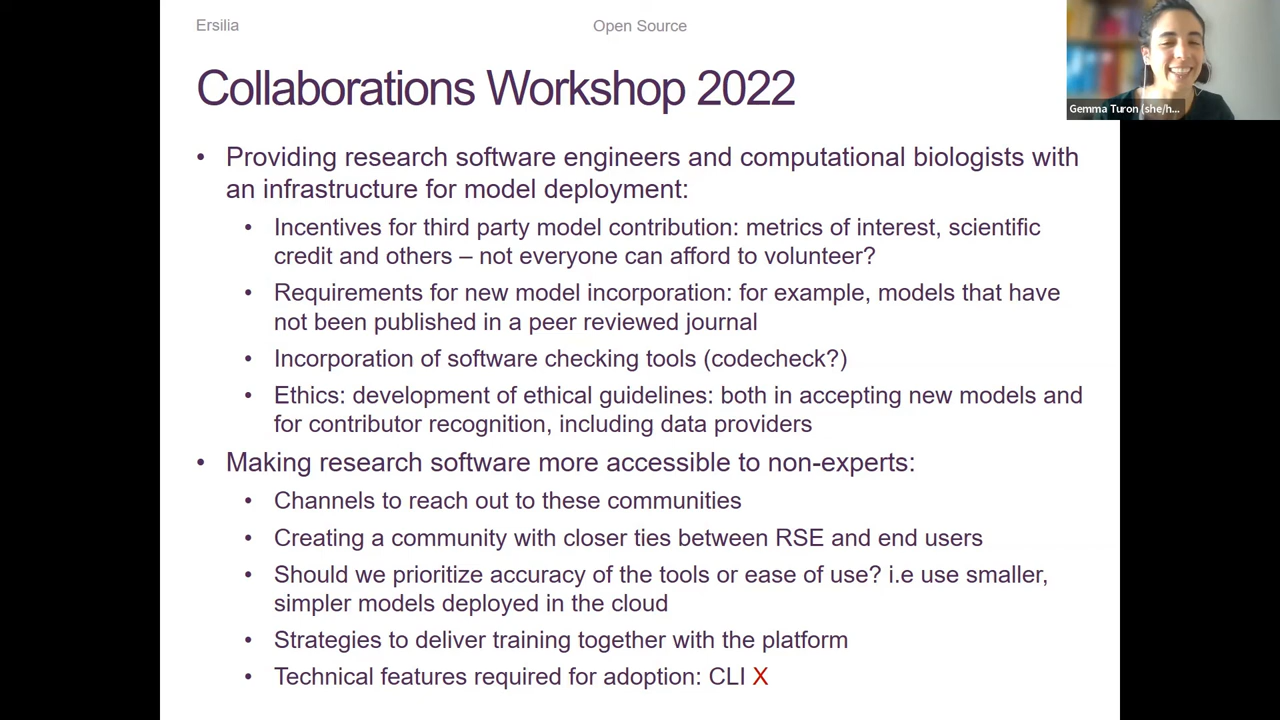 Ersilia
Open Source
Gemma Turon (she/h...
Collaborations Workshop 2022
• Providing research software engineers and computational biologists with
an infrastructure for model deployment:
• Incentives for third party model contribution: metrics of interest, scientific
credit and others – not everyone can afford to volunteer?
• Requirements for new model incorporation: for example, models that have
not been published in a peer reviewed journal
• Incorporation of software checking tools (codecheck?)
• Ethics: development of ethical guidelines: both in accepting new models and
for contributor recognition, including data providers
• Making research software more accessible to non-experts:
• Channels to reach out to these communities
• Creating a community with closer ties between RSE and end users
• Should we prioritize accuracy of the tools or ease of use? i.e use smaller,
simpler models deployed in the cloud
• Strategies to deliver training together with the platform
• Technical features required for adoption: CLI X